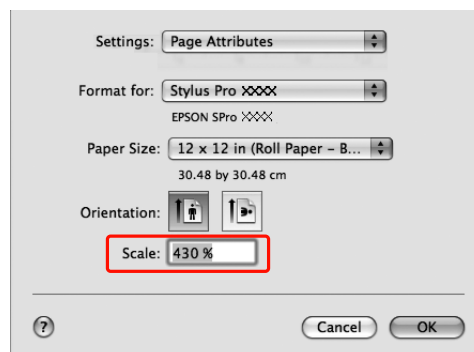 Settings: Page Attributes
Format for: Stylus Pro XXXX
EPSON SPro XXXX
Paper Size: 12 x 12 in (Roll Paper – B...
30.48 by 30.48 cm
Orientation:
Scale: 430 %
? Cancel OK